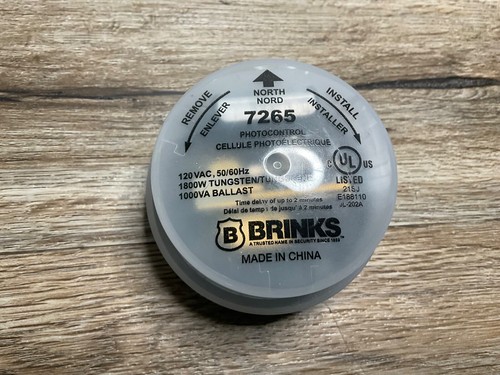 NORTH
NORD
REMOVE
ENLEVER
INSTALL
INSTALLER
7265
PHOTOCONTROL
CELLULE PHOTOÉLECTRIQUE
120VAC, 50/60Hz
1800W TUNGSTEN
1000VA BALLAST
C UL US
LISTED
21SJ
E188110
Time delay of up to 2 minutes
Délai de temps de jusqu'à 2 minutes
JL-202A
B BRINKS
A TRUSTED NAME IN SECURITY SINCE 1859
MADE IN CHINA